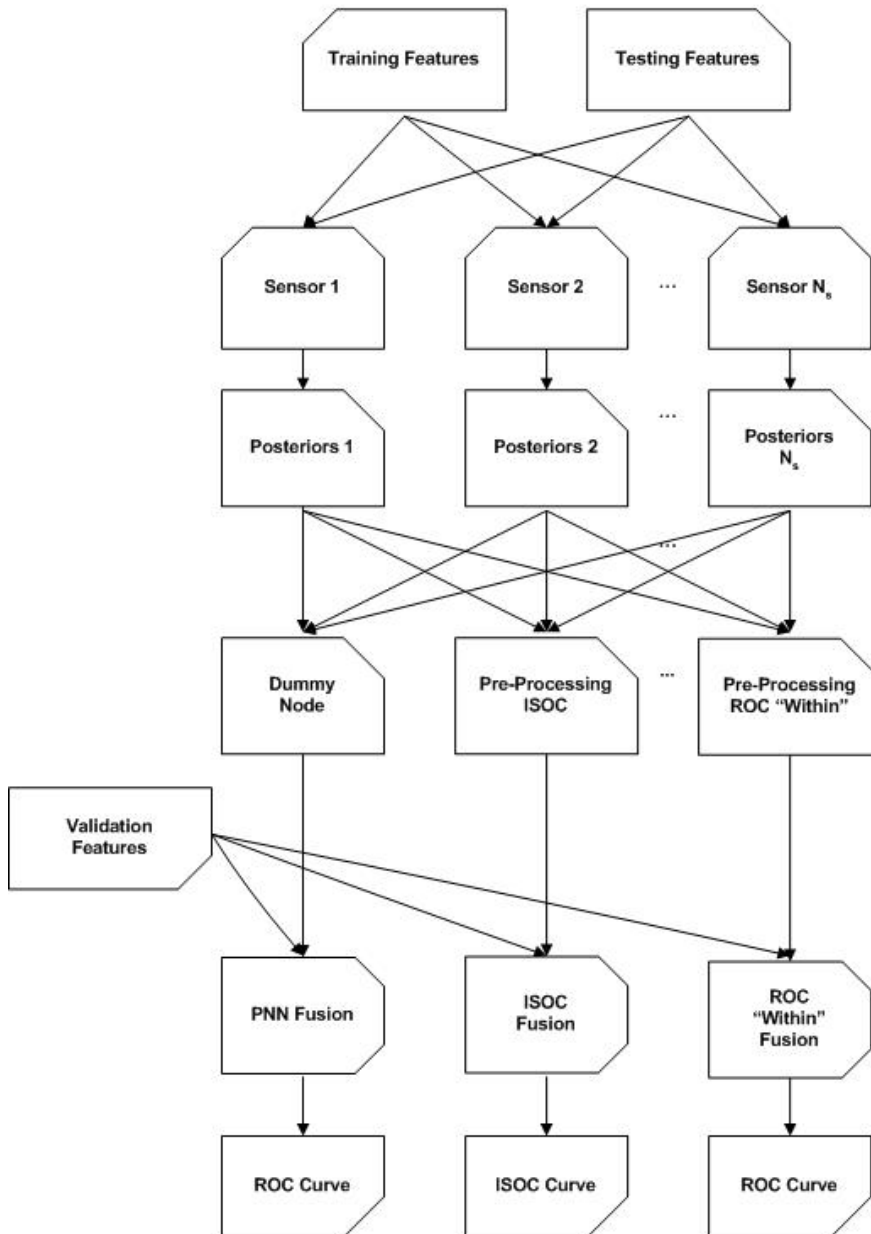 Training Features
Testing Features
Sensor 1
Sensor 2
...
Sensor Nₛ
Posteriors 1
Posteriors 2
...
Posteriors
Nₛ
...
Dummy
Node
Pre-Processing
ISOC
...
Pre-Processing
ROC “Within”
Validation
Features
PNN Fusion
ISOC
Fusion
ROC
“Within”
Fusion
ROC Curve
ISOC Curve
ROC Curve